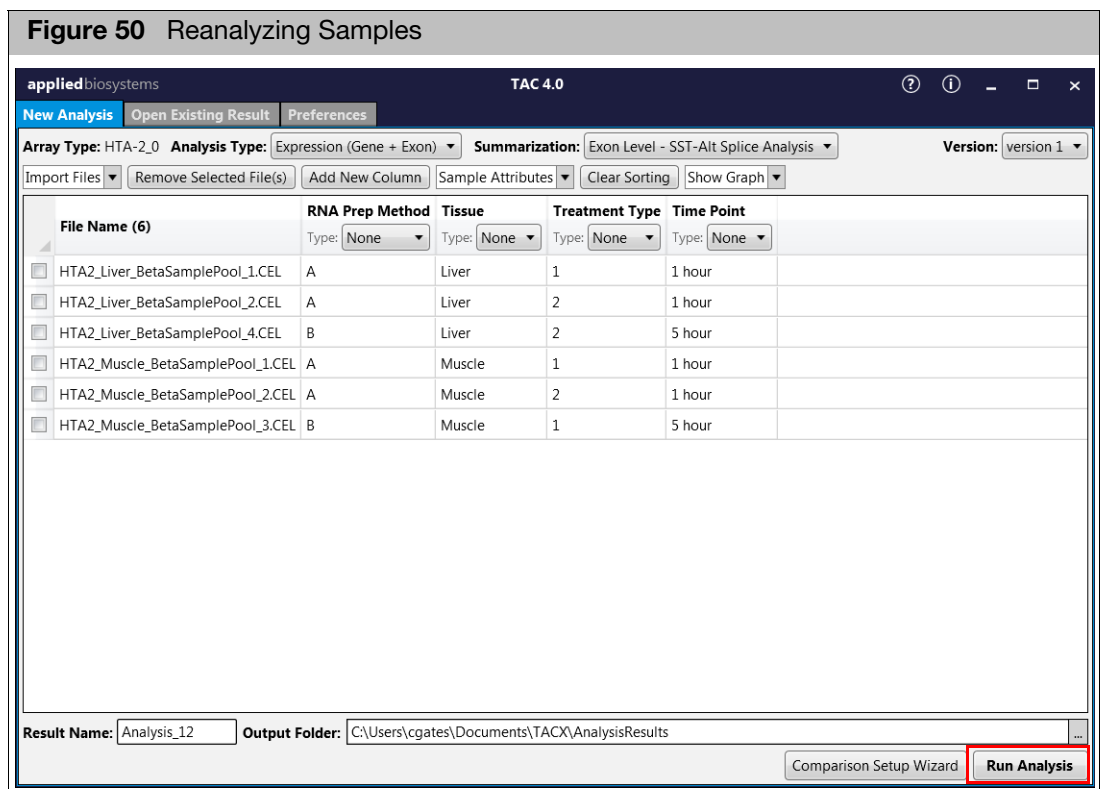 Figure 50 Reanalyzing Samples
appliedbiosystems TAC 4.0
New Analysis Open Existing Result Preferences
Array Type: HTA-2_0 Analysis Type: Expression (Gene + Exon) Summarization: Exon Level - SST-Alt Splice Analysis Version: version 1
Import Files Remove Selected File(s) Add New Column Sample Attributes Clear Sorting Show Graph
File Name (6) RNA Prep Method Tissue Treatment Type Time Point
Type: None Type: None Type: None Type: None
HTA2_Liver_BetaSamplePool_1.CEL A Liver 1 1 hour
HTA2_Liver_BetaSamplePool_2.CEL A Liver 2 1 hour
HTA2_Liver_BetaSamplePool_4.CEL B Liver 2 5 hour
HTA2_Muscle_BetaSamplePool_1.CEL A Muscle 1 1 hour
HTA2_Muscle_BetaSamplePool_2.CEL A Muscle 2 1 hour
HTA2_Muscle_BetaSamplePool_3.CEL B Muscle 1 5 hour
Result Name: Analysis_12 Output Folder: C:\Users\cgates\Documents\TACX\AnalysisResults ...
Comparison Setup Wizard Run Analysis